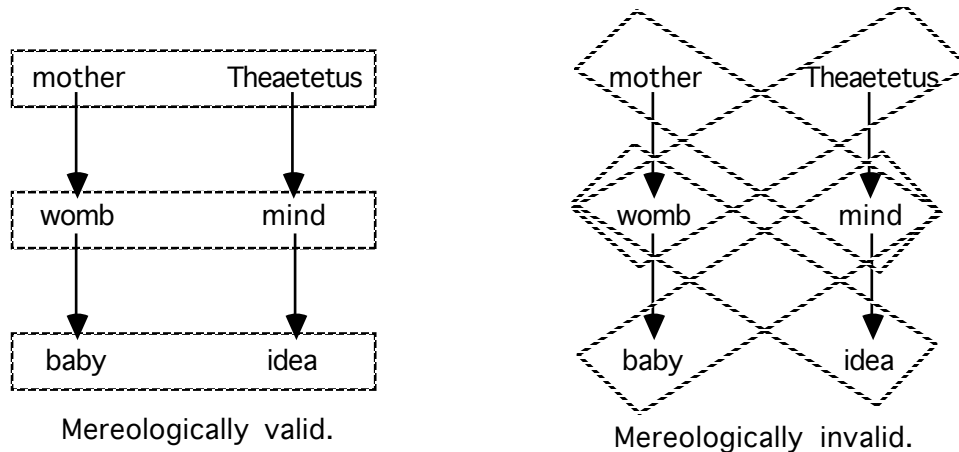 mother Theaetetus
womb mind
baby idea
Mereologically valid.
mother Theaetetus
womb mind
baby idea
Mereologically invalid.